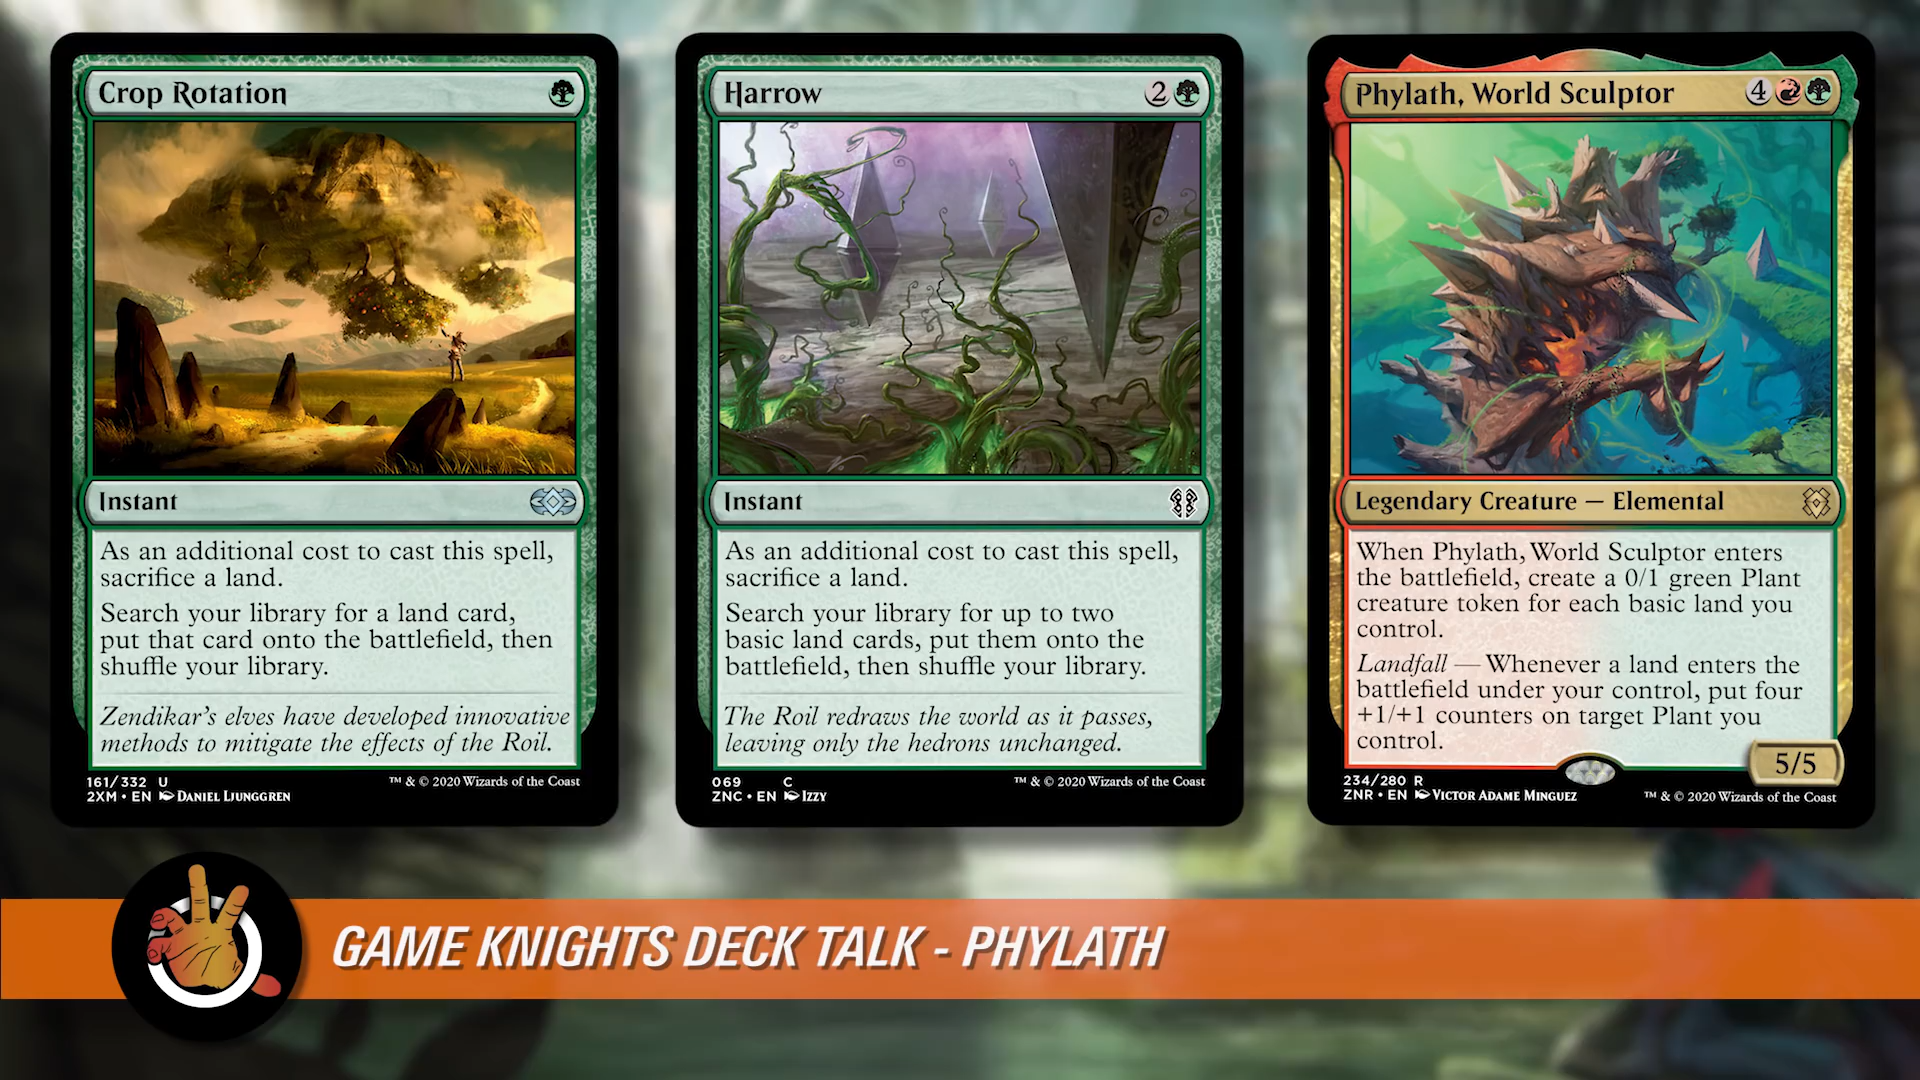 Crop Rotation
Instant
As an additional cost to cast this spell,
sacrifice a land.
Search your library for a land card,
put that card onto the battlefield, then
shuffle your library.
Zendikar's elves have developed innovative
methods to mitigate the effects of the Roil.
161/332 U
2XM • EN Daniel Ljunggren
™ & © 2020 Wizards of the Coast
Harrow 2
Instant
As an additional cost to cast this spell,
sacrifice a land.
Search your library for up to two
basic land cards, put them onto the
battlefield, then shuffle your library.
The Roil redraws the world as it passes,
leaving only the hedrons unchanged.
069 C
ZNC • EN Izzy
™ & © 2020 Wizards of the Coast
Phylath, World Sculptor 4
Legendary Creature — Elemental
When Phylath, World Sculptor enters
the battlefield, create a 0/1 green Plant
creature token for each basic land you
control.
Landfall — Whenever a land enters the
battlefield under your control, put four
+1/+1 counters on target Plant you
control.
5/5
234/280 R
ZNR • EN Victor Adame Minguez
™ & © 2020 Wizards of the Coast
GAME KNIGHTS DECK TALK - PHYLATH